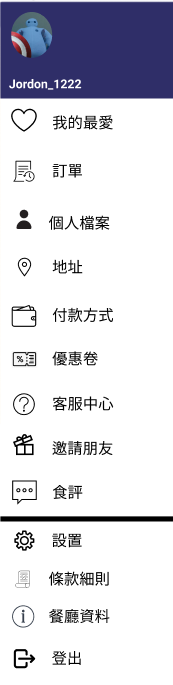 Jordon_1222
我的最愛
訂單
個人檔案
地址
付款方式
%
優惠卷
?
客服中心
邀請朋友
食評
設置
條款細則
i
餐廳資料
登出